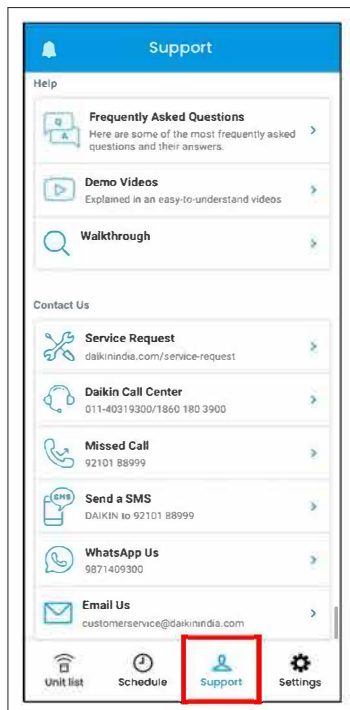 Support
Help
Q
A
Frequently Asked Questions
Here are some of the most frequently asked
questions and their answers.
Demo Videos
Explained in an easy-to-understand videos
Walkthrough
Contact Us
Service Request
daikinindia.com/service-request
Daikin Call Center
011-40319300/1860 180 3900
Missed Call
92101 88999
SMS
Send a SMS
DAIKIN to 92101 88999
WhatsApp Us
9871409300
Email Us
customerservice@daikinindia.com
Unit list
Schedule
Support
Settings